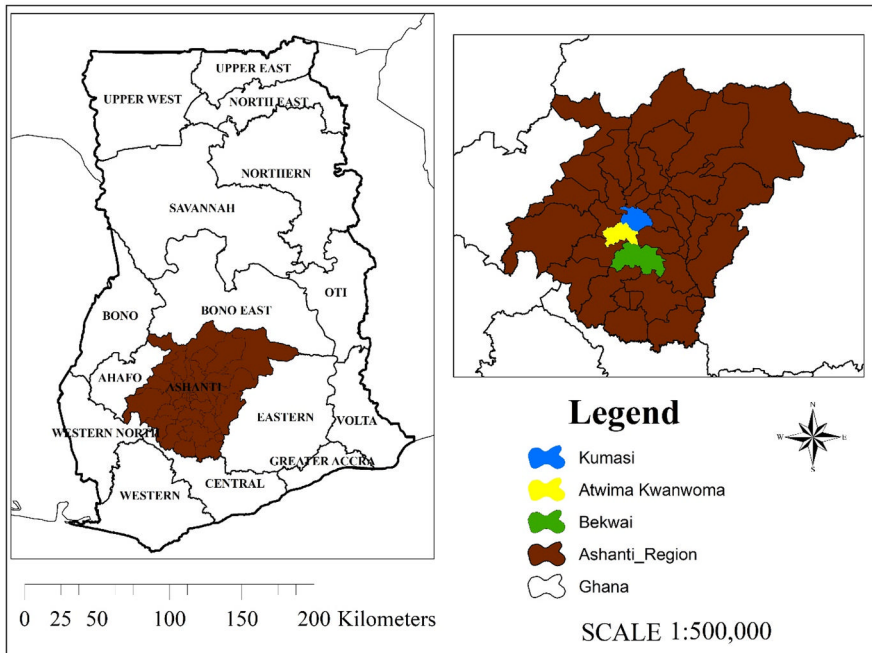 UPPER EAST
UPPER WEST
NORTH EAST
NORTHERN
SAVANNAH
OTI
BONO
BONO EAST
AHAFO
ASHANTI
EASTERN
VOLTA
WESTERN NORTH
GREATER ACCRA
CENTRAL
WESTERN
0 25 50 100 150 200 Kilometers
Legend
Kumasi
Atwima Kwanwoma
Bekwai
Ashanti_Region
Ghana
N
W E
S
SCALE 1:500,000